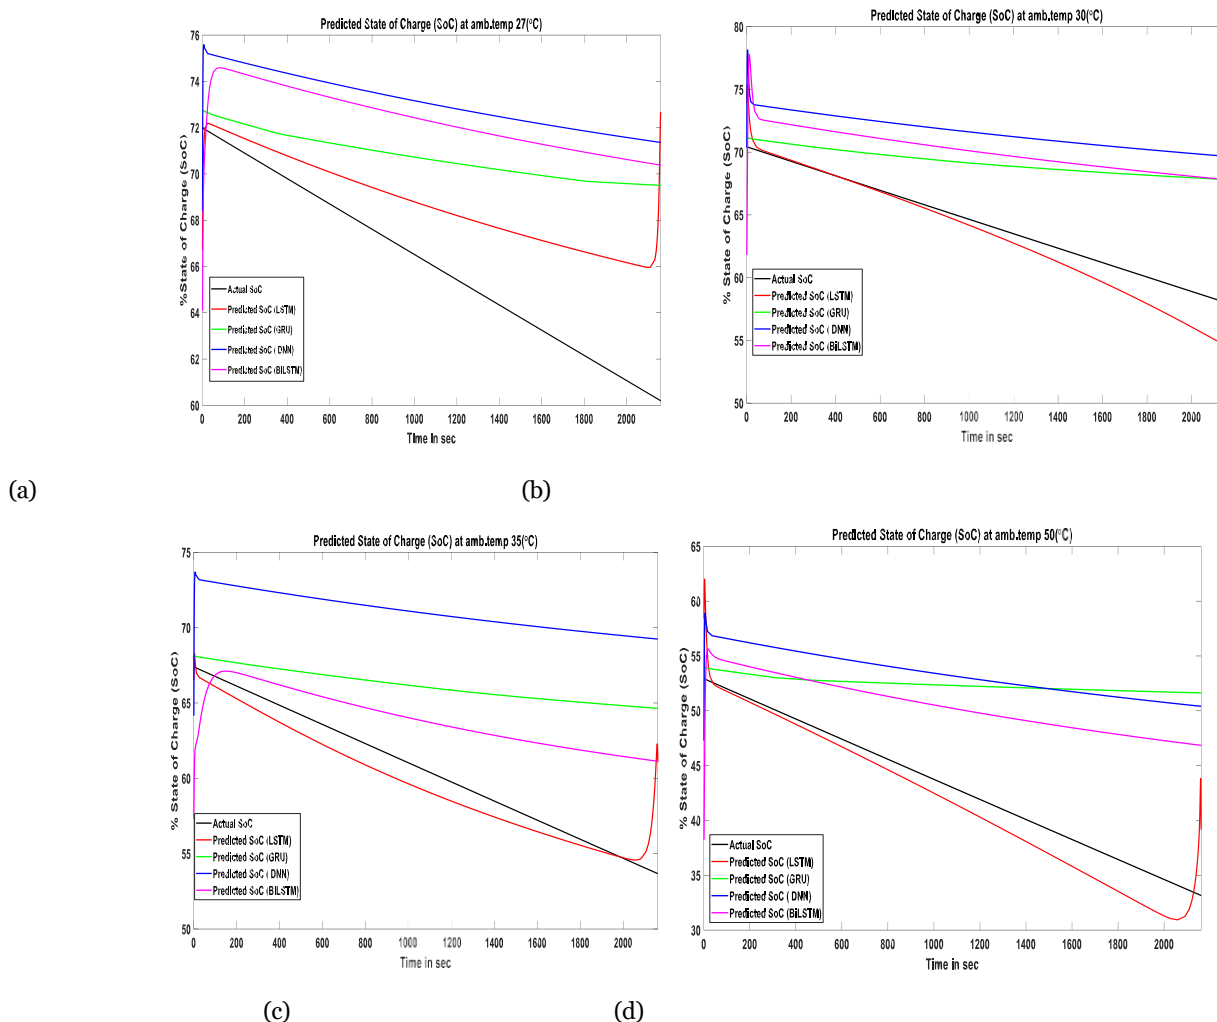 Predicted State of Charge (SoC) at amb.temp 27(°C)
76
74
72
70
68
66
64
62
60
%State of Charge (SoC)
Actual SoC
Predicted SoC (LSTM)
Predicted SoC (GRU)
Predicted SoC ( DNN)
Predicted SoC (BiLSTM)
0 200 400 600 800 1000 1200 1400 1600 1800 2000
Time in sec
Predicted State of Charge (SoC) at amb.temp 30(°C)
80
75
70
65
60
55
50
% State of Charge (SoC)
Actual SoC
Predicted SoC (LSTM)
Predicted SoC (GRU)
Predicted SoC ( DNN)
Predicted SoC (BiLSTM)
0 200 400 600 800 1000 1200 1400 1600 1800 2000
Time in sec
(a) (b)
Predicted State of Charge (SoC) at amb.temp 35(°C)
75
70
65
60
55
50
% State of Charge (SoC)
Actual SoC
Predicted SoC (LSTM)
Predicted SoC (GRU)
Predicted SoC ( DNN)
Predicted SoC (BiLSTM)
0 200 400 600 800 1000 1200 1400 1600 1800 2000
Time in sec
Predicted State of Charge (SoC) at amb.temp 50(°C)
65
60
55
50
45
40
35
30
% State of Charge (SoC)
Actual SoC
Predicted SoC (LSTM)
Predicted SoC (GRU)
Predicted SoC ( DNN)
Predicted SoC (BiLSTM)
0 200 400 600 800 1000 1200 1400 1600 1800 2000
Time in sec
(c) (d)